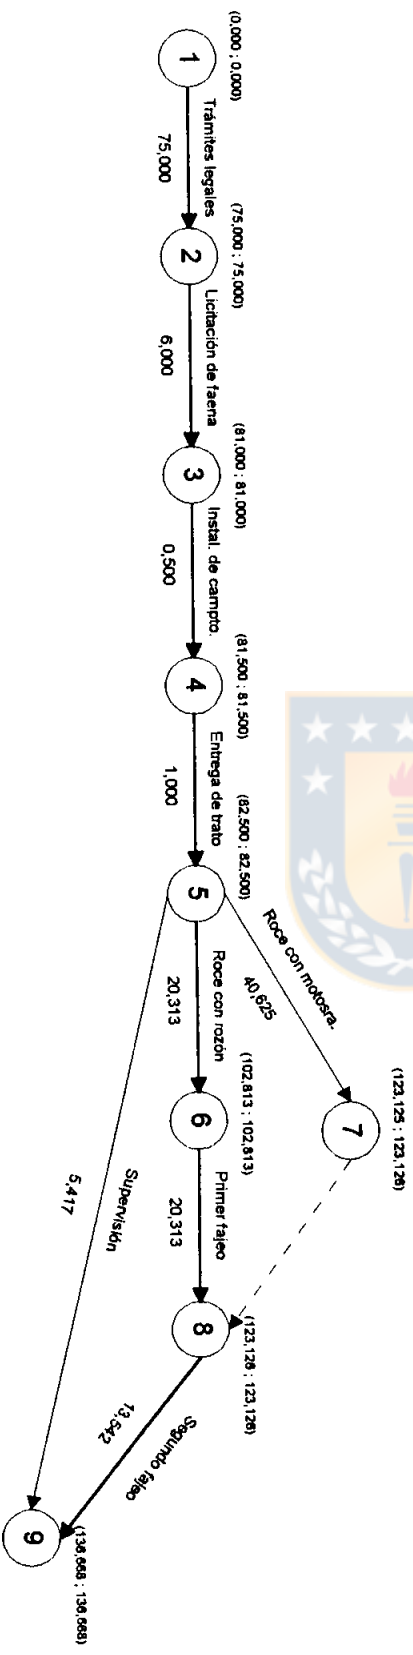 (0,000 ; 0,000)
1
Trámites legales
75,000
(75,000 ; 75,000)
2
Licitación de faena
6,000
(81,000 ; 81,000)
3
Instal. de campto.
0,500
(81,500 ; 81,500)
4
Entrega de trato
1,000
(82,500 ; 82,500)
5
Roce con motosra.
40,625
(123,125 ; 123,126)
7
Roce con rozón
20,313
(102,813 ; 102,813)
6
Primer fajeo
20,313
(123,126 ; 123,126)
8
Supervisión
5,417
Segundo fajeo
13,542
(136,668 ; 136,668)
9